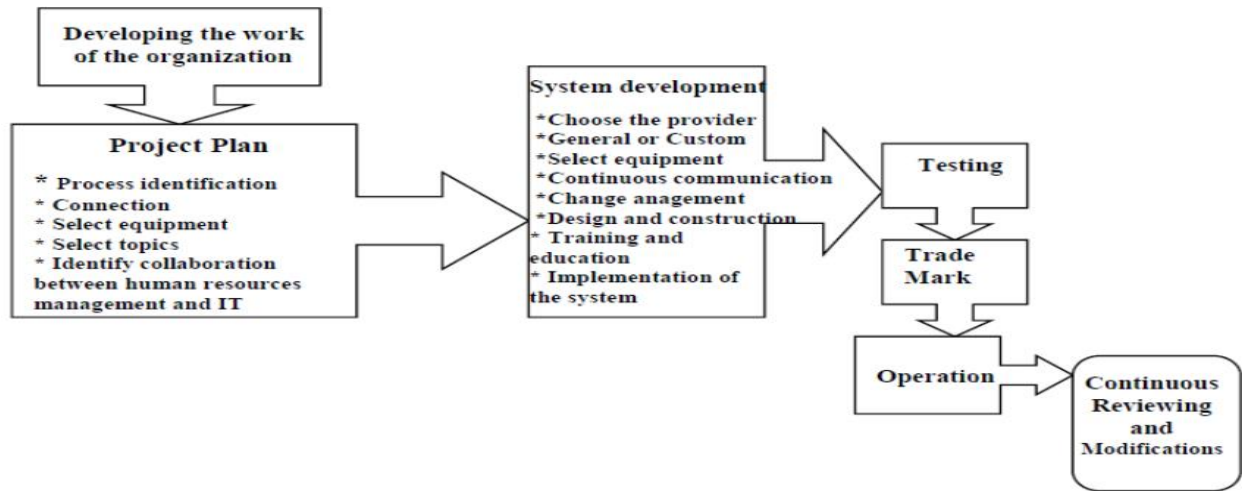 Developing the work
of the organization
Project Plan
* Process identification
* Connection
* Select equipment
* Select topics
* Identify collaboration
between human resources
management and IT
System development
*Choose the provider
*General or Custom
*Select equipment
*Continuous communication
*Change anagement
*Design and construction
* Training and
education
* Implementation of
the system
Testing
Trade
Mark
Operation
Continuous
Reviewing
and
Modifications